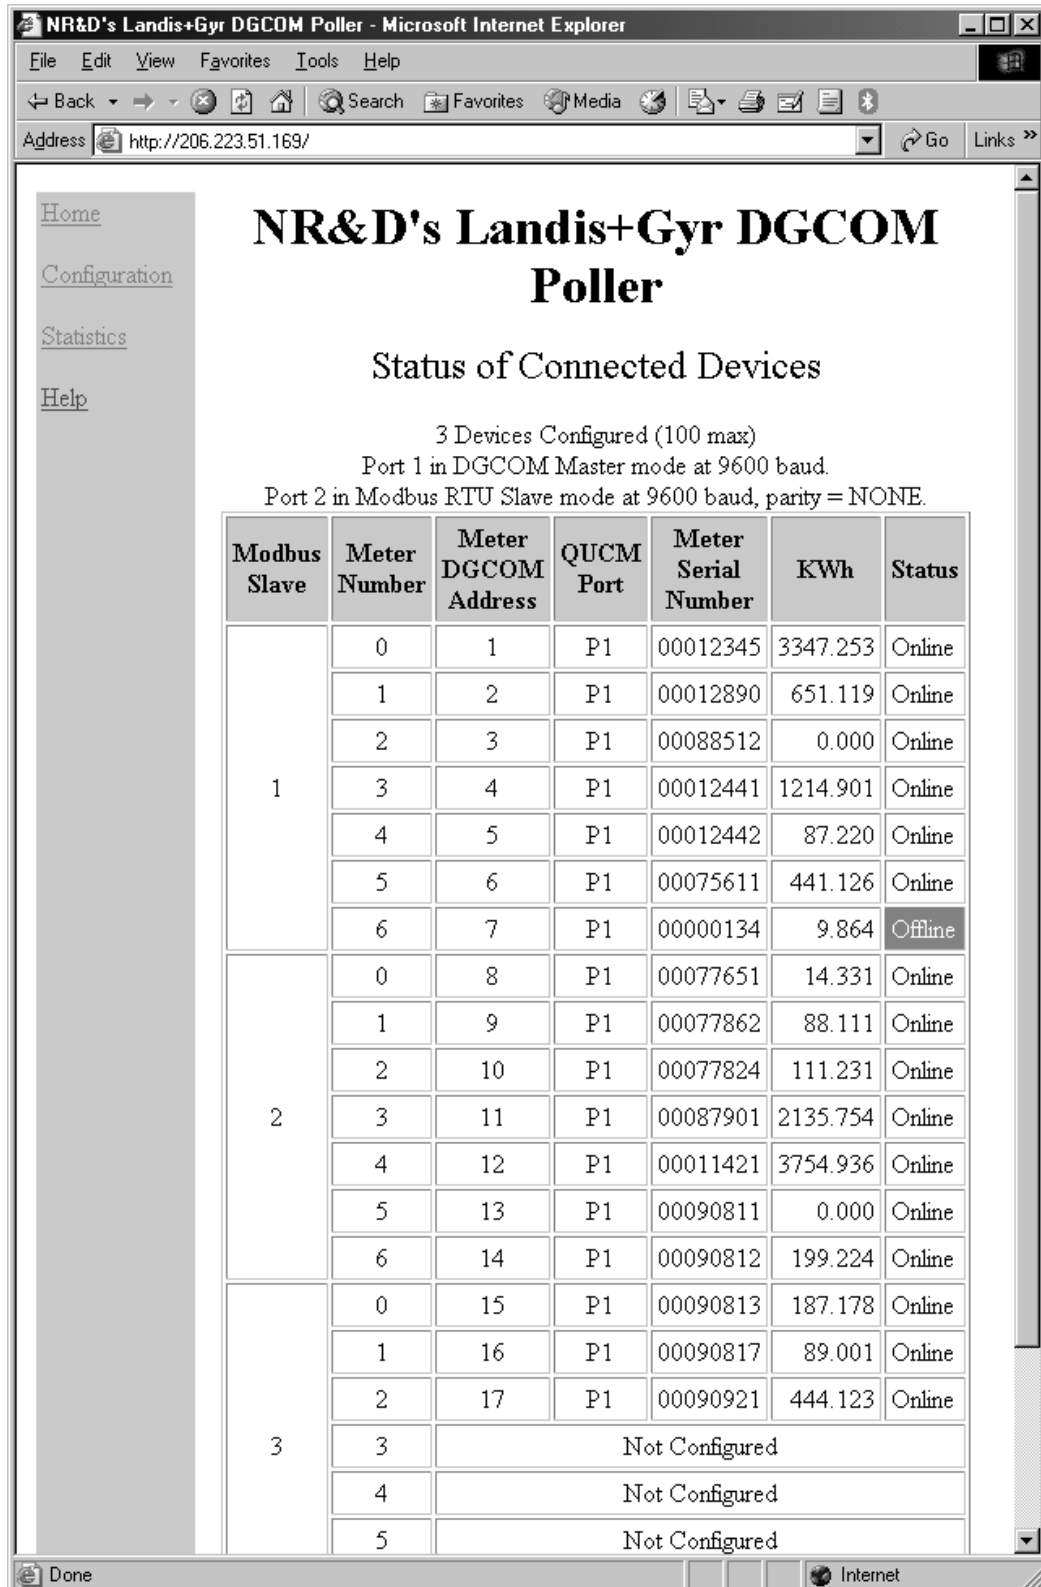 NR&D's Landis+Gyr DGCOM Poller - Microsoft Internet Explorer
File Edit View Favorites Tools Help
Back Search Favorites Media
Address http://206.223.51.169/ Go Links »
Home
Configuration
Statistics
Help
NR&D's Landis+Gyr DGCOM
Poller
Status of Connected Devices
3 Devices Configured (100 max)
Port 1 in DGCOM Master mode at 9600 baud.
Port 2 in Modbus RTU Slave mode at 9600 baud, parity = NONE.
Modbus Slave Meter Number Meter DGCOM Address QUCM Port Meter Serial Number KWh Status
1 0 1 P1 00012345 3347.253 Online
1 2 P1 00012890 651.119 Online
2 3 P1 00088512 0.000 Online
3 4 P1 00012441 1214.901 Online
4 5 P1 00012442 87.220 Online
5 6 P1 00075611 441.126 Online
6 7 P1 00000134 9.864 Offline
2 0 8 P1 00077651 14.331 Online
1 9 P1 00077862 88.111 Online
2 10 P1 00077824 111.231 Online
3 11 P1 00087901 2135.754 Online
4 12 P1 00011421 3754.936 Online
5 13 P1 00090811 0.000 Online
6 14 P1 00090812 199.224 Online
3 0 15 P1 00090813 187.178 Online
1 16 P1 00090817 89.001 Online
2 17 P1 00090921 444.123 Online
3 Not Configured
4 Not Configured
5 Not Configured
Done Internet